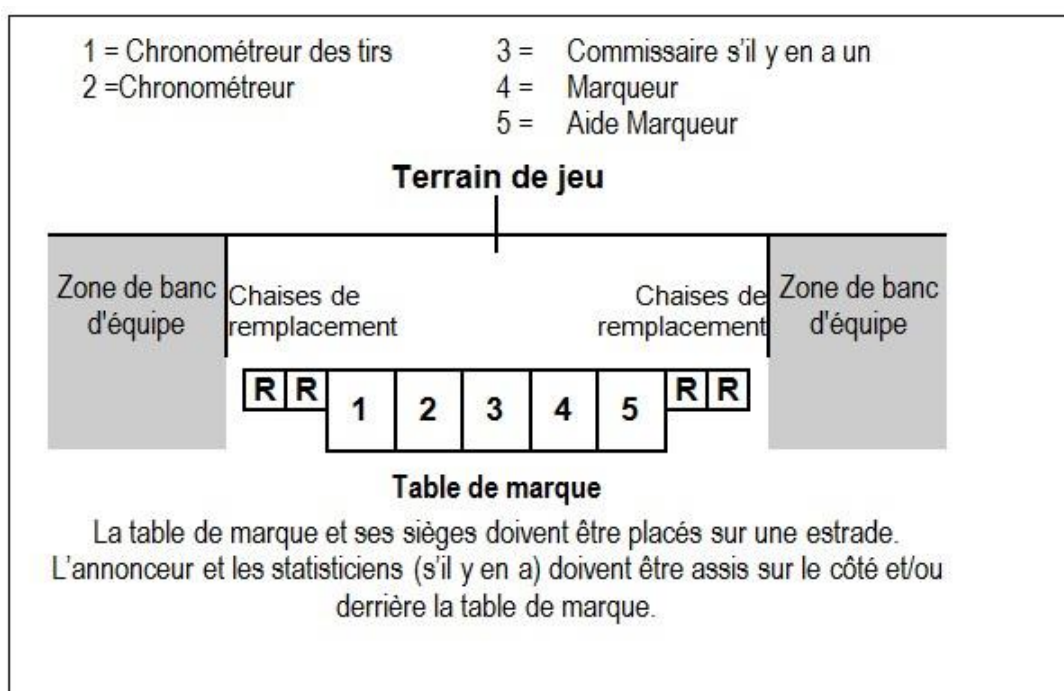 1 = Chronométreur des tirs
2 =Chronométreur
3 = Commissaire s'il y en a un
4 = Marqueur
5 = Aide Marqueur
Terrain de jeu
Zone de banc
d'équipe
Chaises de
remplacement
Chaises de
remplacement
Zone de banc
d'équipe
R R 1 2 3 4 5 R R
Table de marque
La table de marque et ses sièges doivent être placés sur une estrade.
L'annonceur et les statisticiens (s'il y en a) doivent être assis sur le côté et/ou
derrière la table de marque.